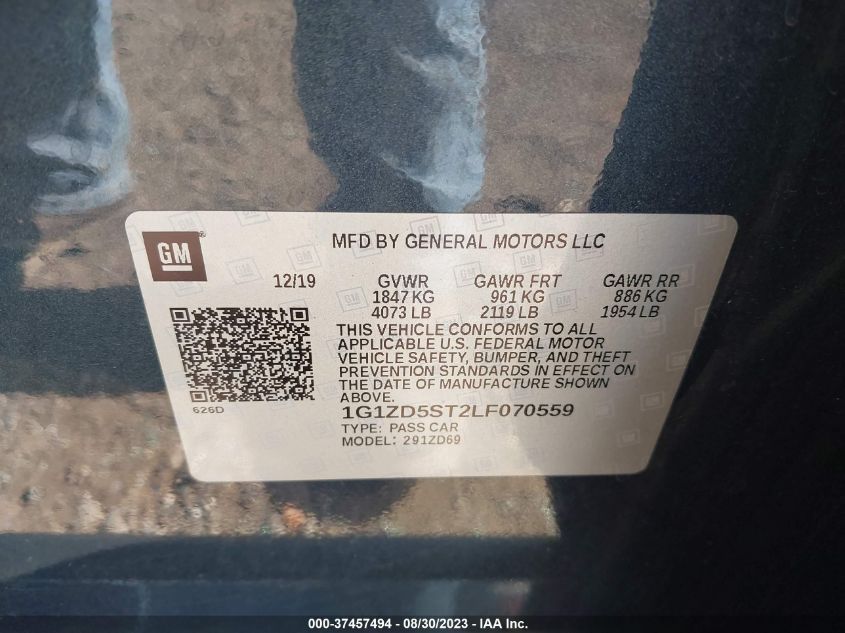 GM®
MFD BY GENERAL MOTORS LLC
12/19 GVWR GAWR FRT GAWR RR
1847 KG 961 KG 886 KG
4073 LB 2119 LB 1954 LB
THIS VEHICLE CONFORMS TO ALL
APPLICABLE U.S. FEDERAL MOTOR
VEHICLE SAFETY, BUMPER, AND THEFT
PREVENTION STANDARDS IN EFFECT ON
THE DATE OF MANUFACTURE SHOWN
ABOVE.
626D
1G1ZD5ST2LF070559
TYPE: PASS CAR
MODEL: 291ZD69
000-37457494 - 08/30/2023 - IAA Inc.